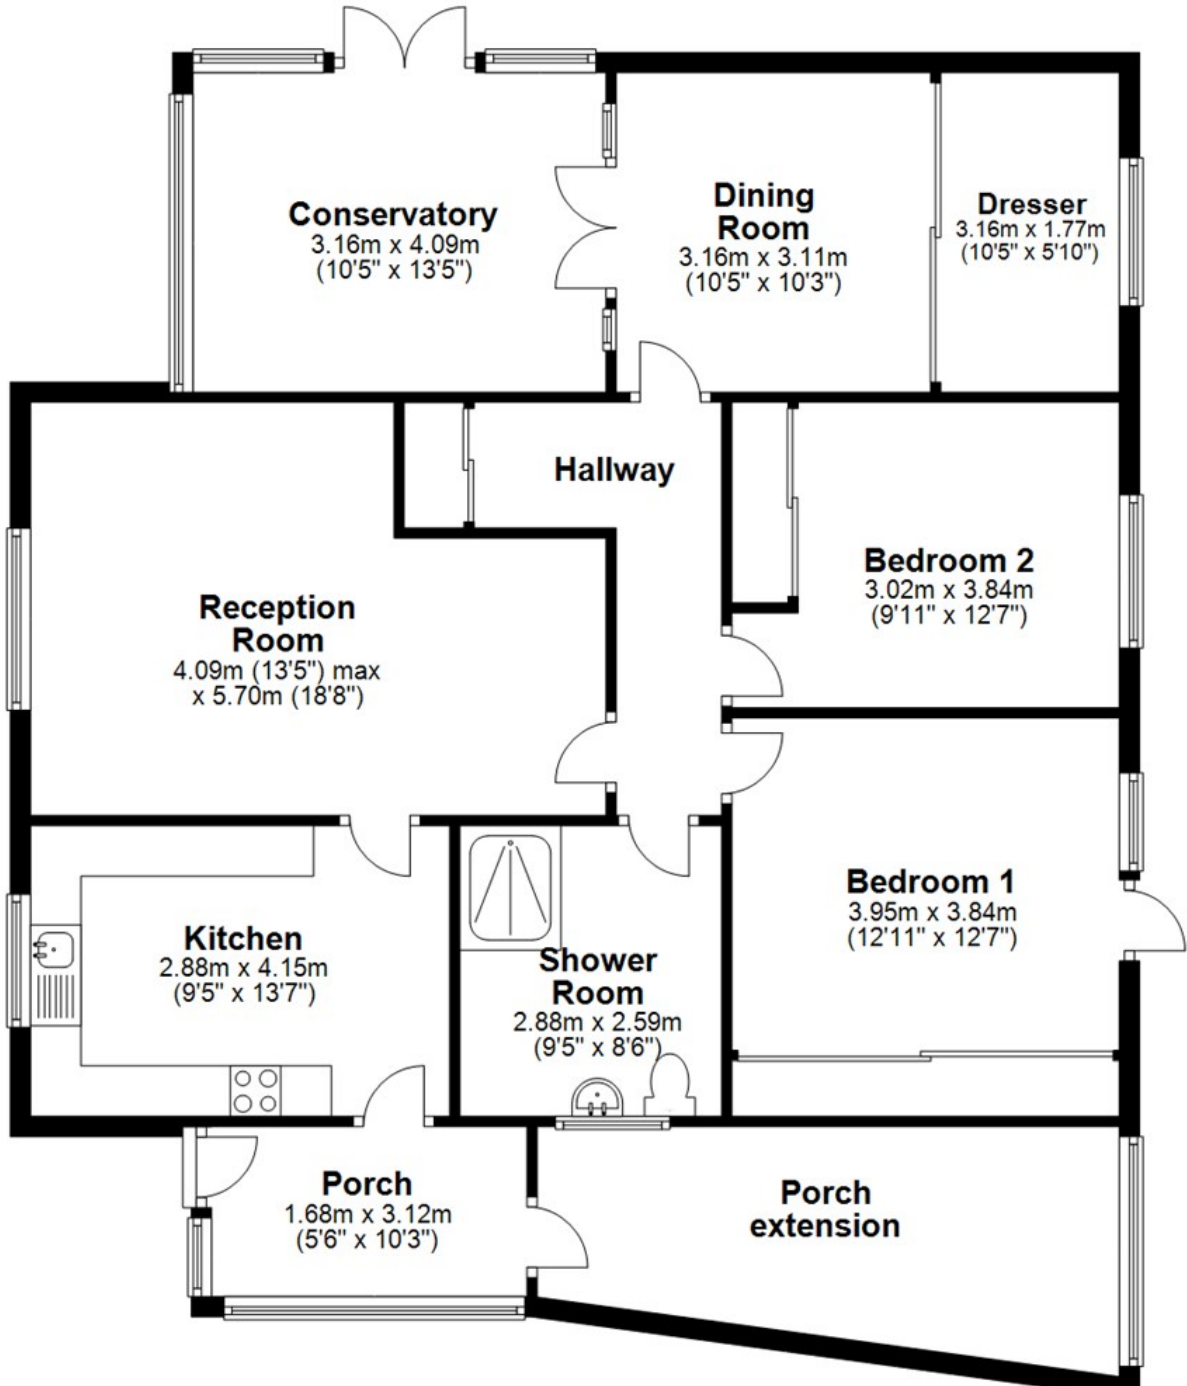 Conservatory
3.16m x 4.09m
(10'5" x 13'5")
Dining
Room
3.16m x 3.11m
(10'5" x 10'3")
Dresser
3.16m x 1.77m
(10'5" x 5'10")
Hallway
Reception
Room
4.09m (13'5") max
x 5.70m (18'8")
Bedroom 2
3.02m x 3.84m
(9'11" x 12'7")
Kitchen
2.88m x 4.15m
(9'5" x 13'7")
Shower
Room
2.88m x 2.59m
(9'5" x 8'6")
Bedroom 1
3.95m x 3.84m
(12'11" x 12'7")
Porch
1.68m x 3.12m
(5'6" x 10'3")
Porch
extension